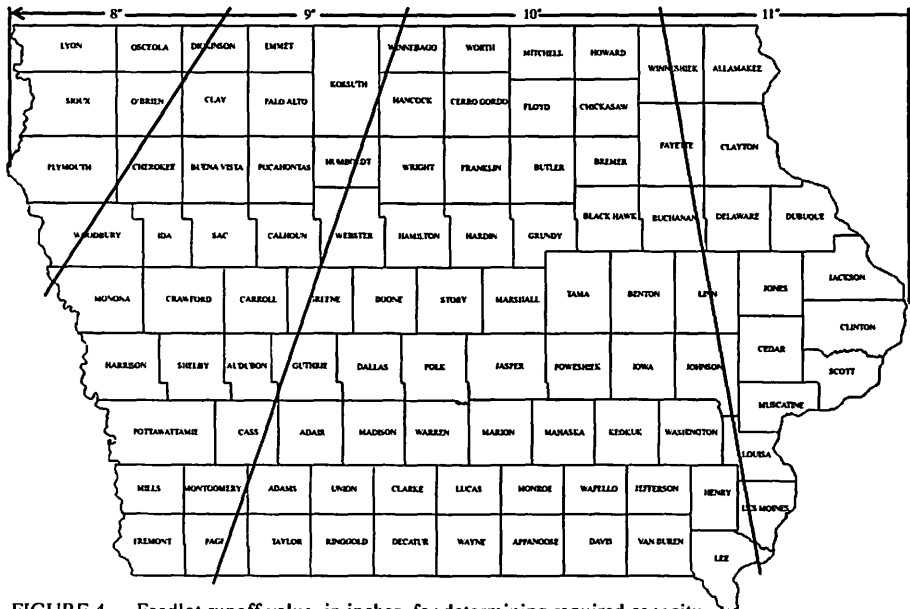 8" 9" 10" 11"
LYON OSCEOLA DICKINSON EMMET WINNEBAGO WORTH MITCHELL HOWARD WINNESHIEK ALLAMAKEE
KOSSUTH
SIOUX O'BRIEN CLAY PALO ALTO HANCOCK CERRO GORDO FLOYD CHICKASAW
PLYMOUTH CHEROKEE BUENA VISTA POCAHONTAS HUMBOLDT WRIGHT FRANKLIN BUTLER BREMER FAYETTE CLAYTON
WOODBURY IDA SAC CALHOUN WEBSTER HAMILTON HARDIN GRUNDY BLACK HAWK BUCHANAN DELAWARE DUBUQUE
MONONA CRAWFORD CARROLL GREENE BOONE STORY MARSHALL TAMA BENTON LINN JONES JACKSON
CLINTON
HARRISON SHELBY AUDUBON GUTHRIE DALLAS POLK JASPER POWESHIEK IOWA JOHNSON CEDAR SCOTT
MUSCATINE
POTTAWATTAMIE CASS ADAIR MADISON WARREN MARION MAHASKA KEOKUK WASHINGTON LOUISA
MILLS MONTGOMERY ADAMS UNION CLARKE LUCAS MONROE WAPELLO JEFFERSON HENRY DES MOINES
FREMONT PAGE TAYLOR RINGGOLD DECATUR WAYNE APPANOOSE DAVIS VAN BUREN LEE
FIGURE 4. Feedlot runoff value, in inches, for determining required capacity